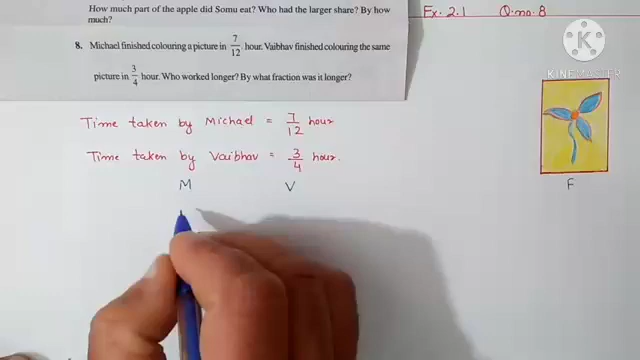 How much part of the apple did Somu eat? Who had the larger share? By how
much?
Ex. 2.1 Q.no. 8
8. Michael finished colouring a picture in 7/12 hour. Vaibhav finished colouring the same
picture in 3/4 hour. Who worked longer? By what fraction was it longer?
KINEMASTER
Time taken by Michael = 7/12 hour
Time taken by Vaibhav = 3/4 hour.
M V
F